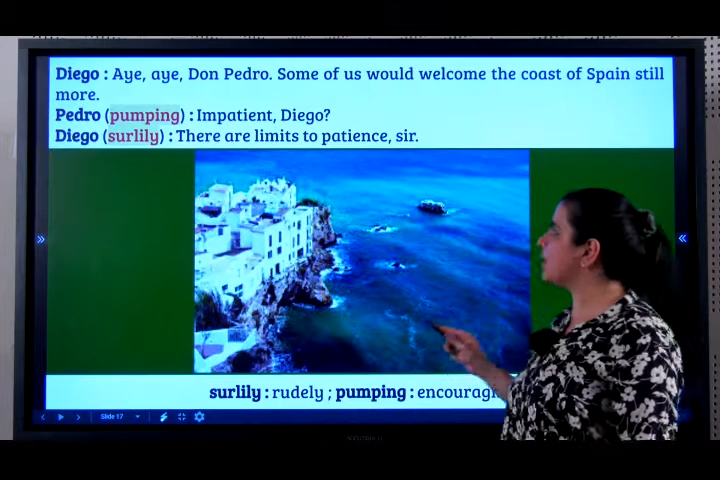 Diego : Aye, aye, Don Pedro. Some of us would welcome the coast of Spain still
more.
Pedro (pumping) : Impatient, Diego?
Diego (surlily) : There are limits to patience, sir.
surlily : rudely ; pumping : encouragi
Slide 17